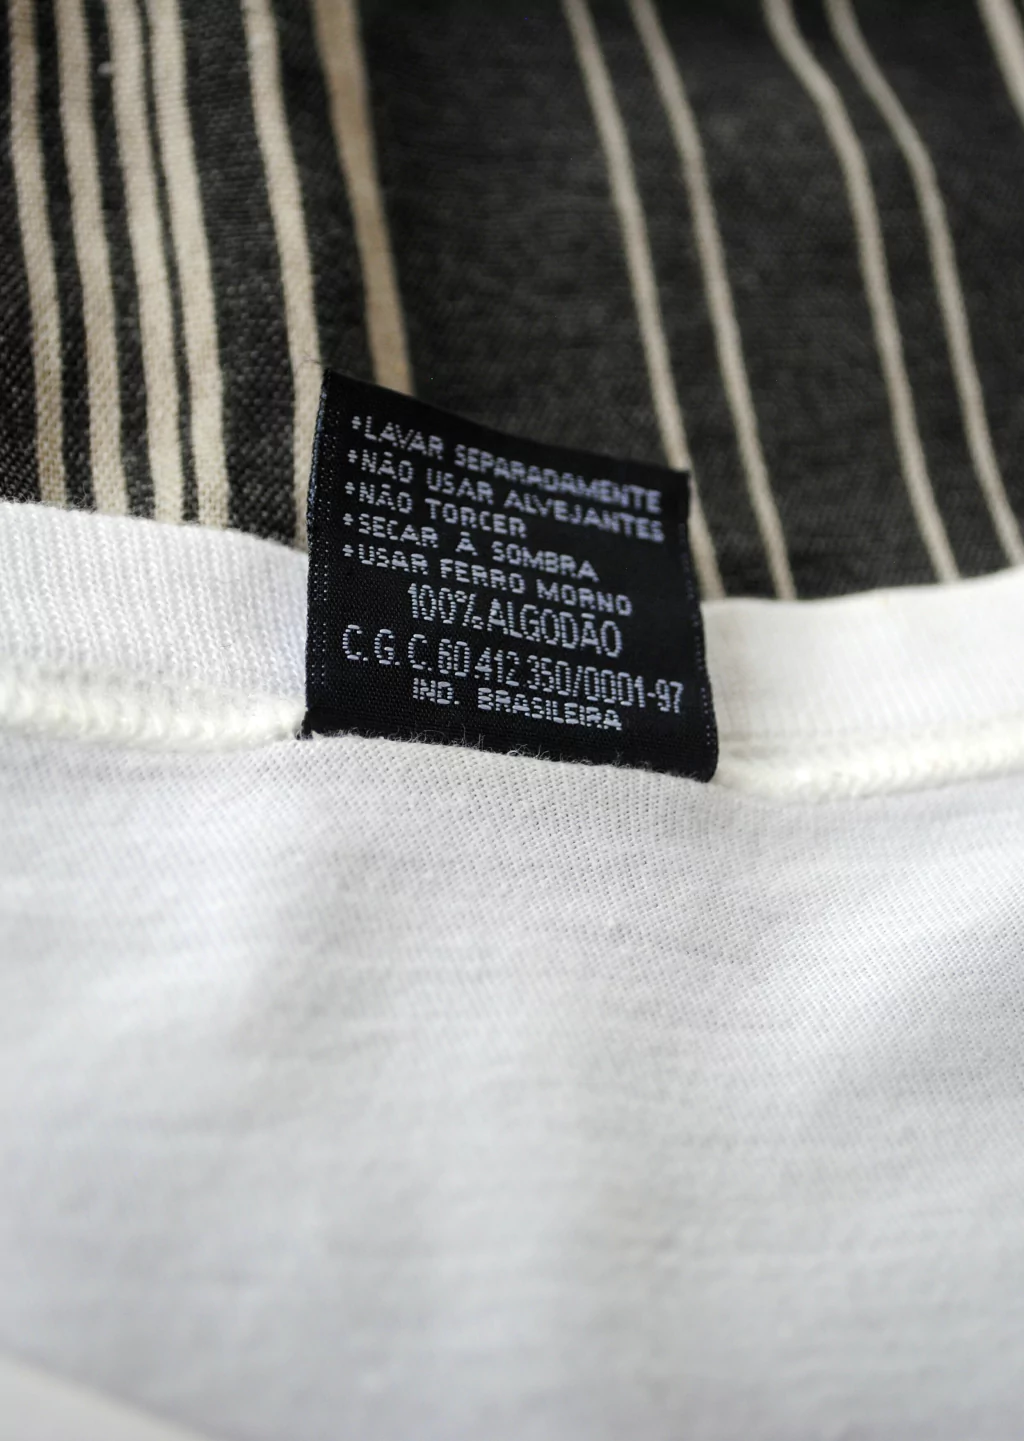 *LAVAR SEPARADAMENTE
*NÃO USAR ALVEJANTES
*NÃO TORCER
*SECAR À SOMBRA
*USAR FERRO MORNO
100% ALGODÃO
C.G.C. 60 412 350/0001-97
IND. BRASILEIRA